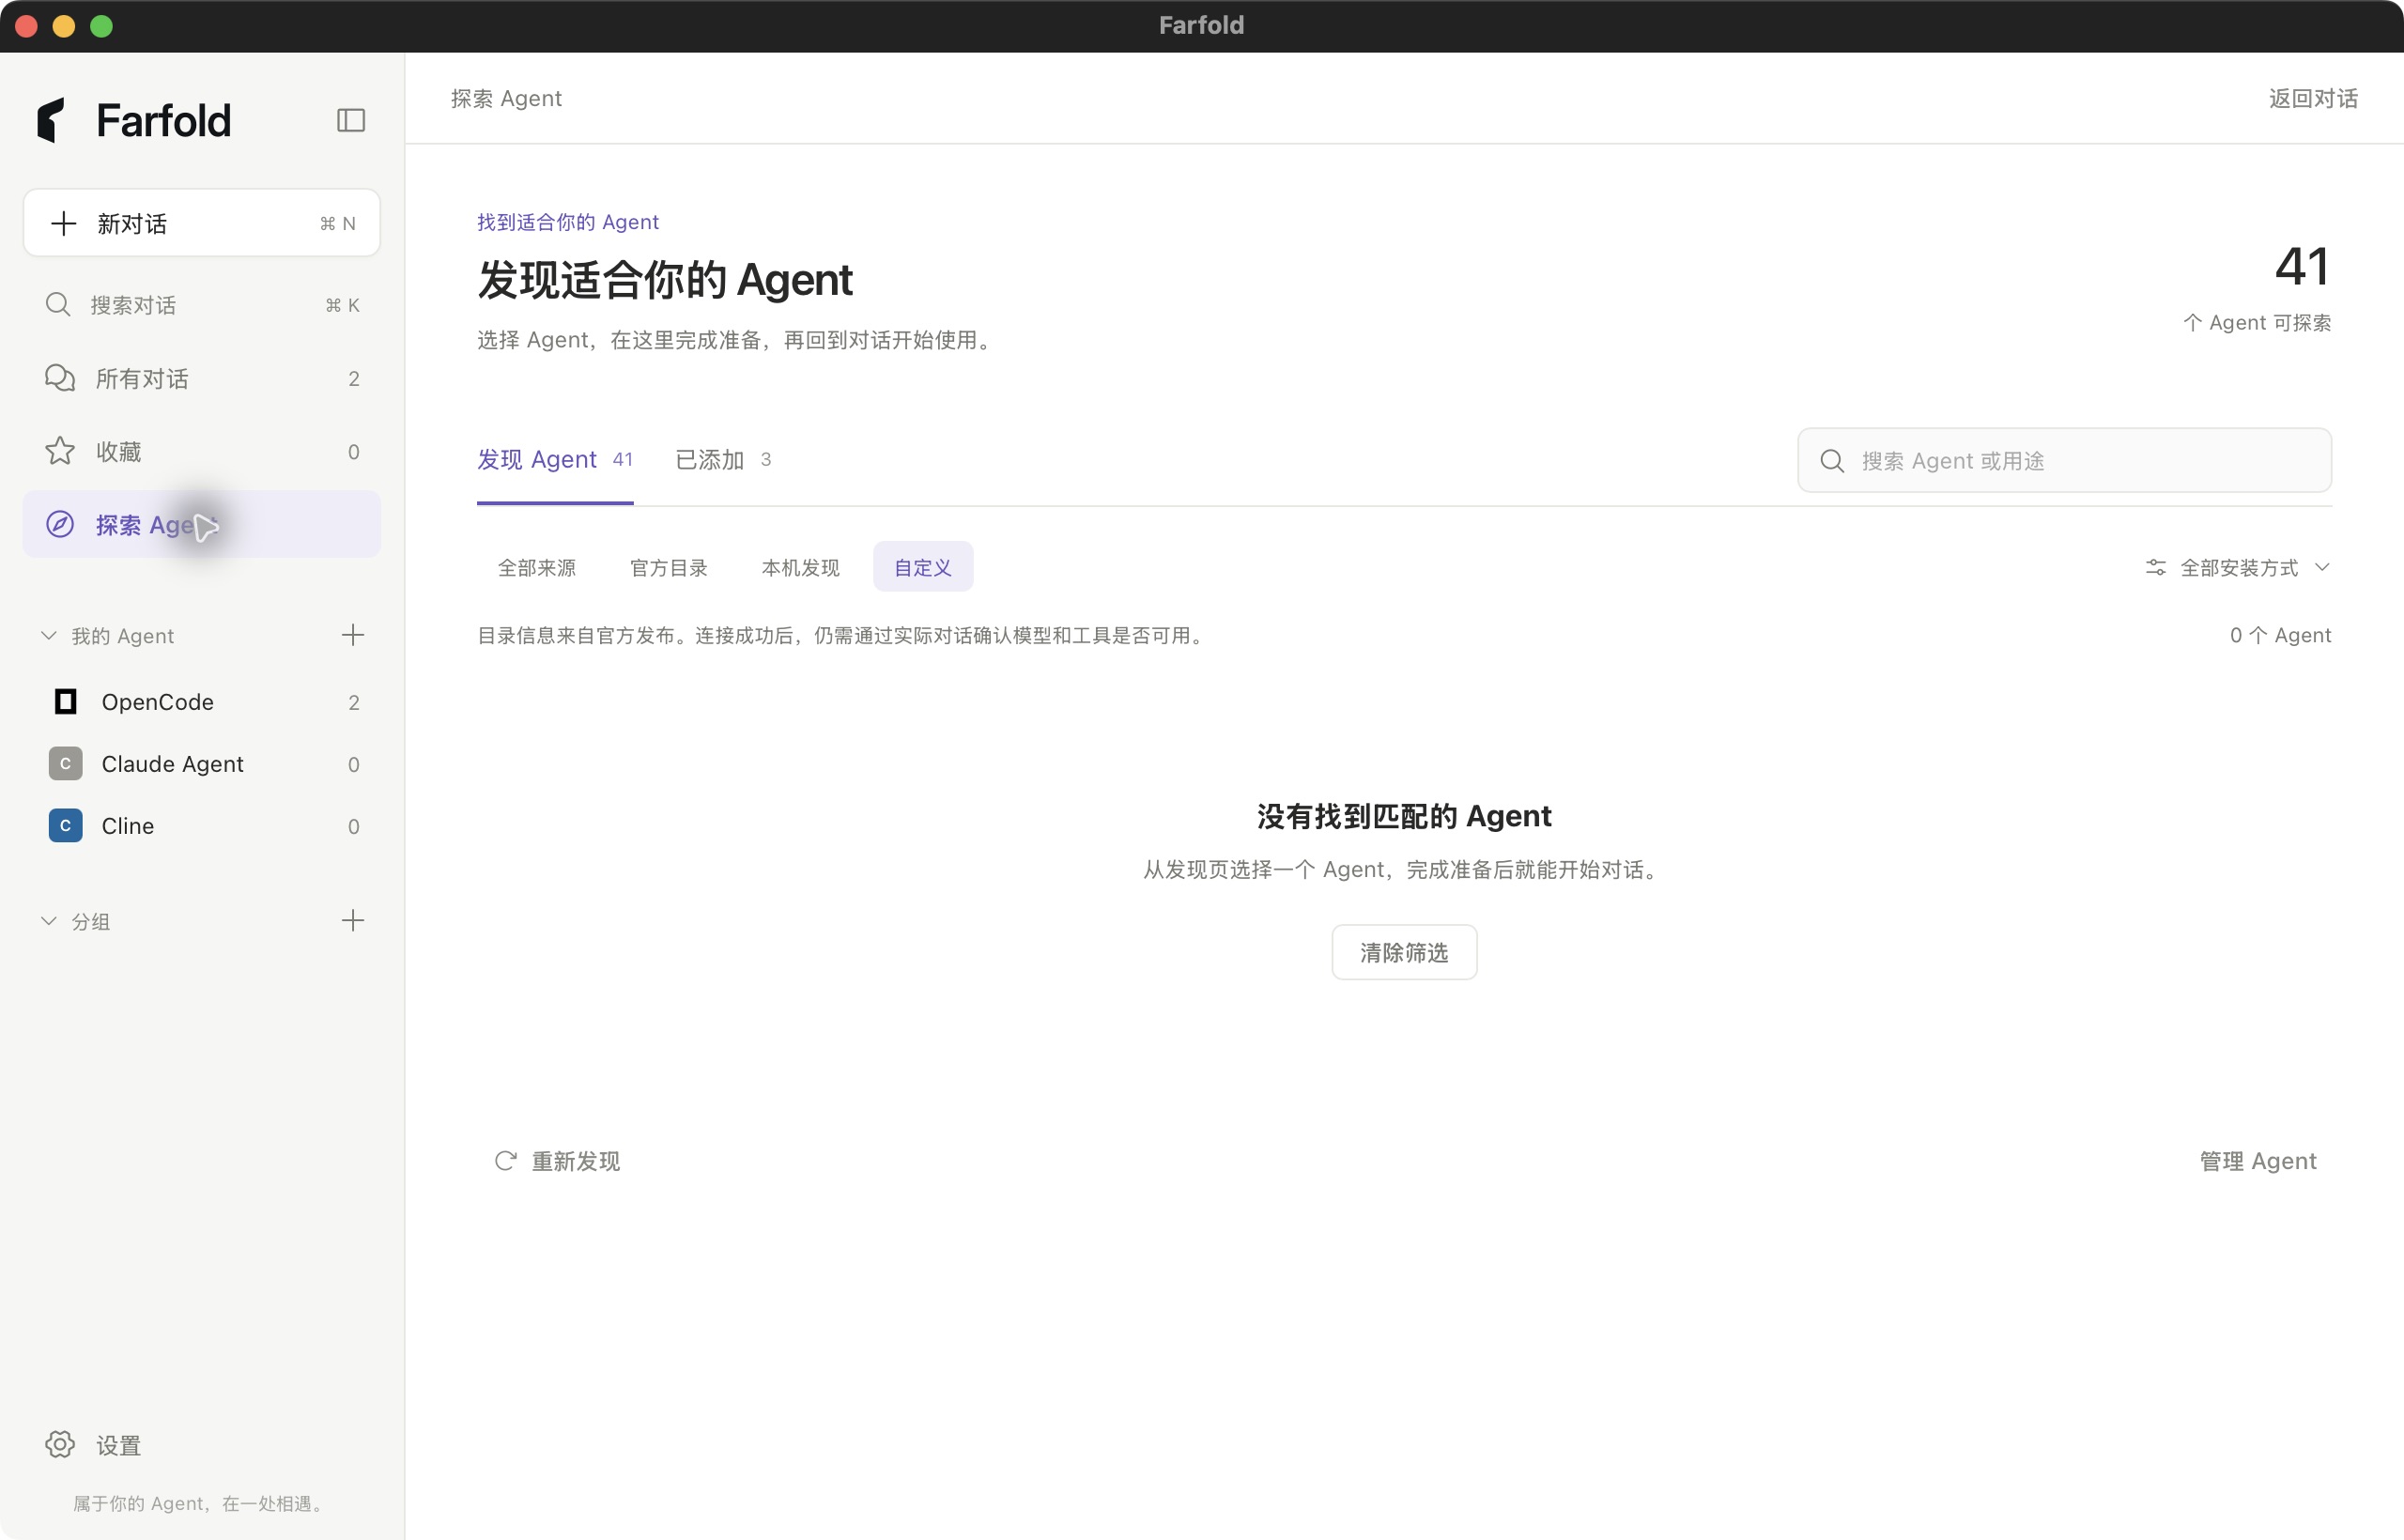 Farfold
Farfold
新对话 ⌘ N
搜索对话 ⌘ K
所有对话 2
收藏 0
探索 Age
我的 Agent
OpenCode 2
C Claude Agent 0
C Cline 0
分组
设置
属于你的 Agent，在一处相遇。
探索 Agent 返回对话
找到适合你的 Agent
发现适合你的 Agent
选择 Agent，在这里完成准备，再回到对话开始使用。
41
个 Agent 可探索
发现 Agent 41 已添加 3
搜索 Agent 或用途
全部来源 官方目录 本机发现 自定义 全部安装方式
目录信息来自官方发布。连接成功后，仍需通过实际对话确认模型和工具是否可用。 0 个 Agent
没有找到匹配的 Agent
从发现页选择一个 Agent，完成准备后就能开始对话。
清除筛选
重新发现 管理 Agent